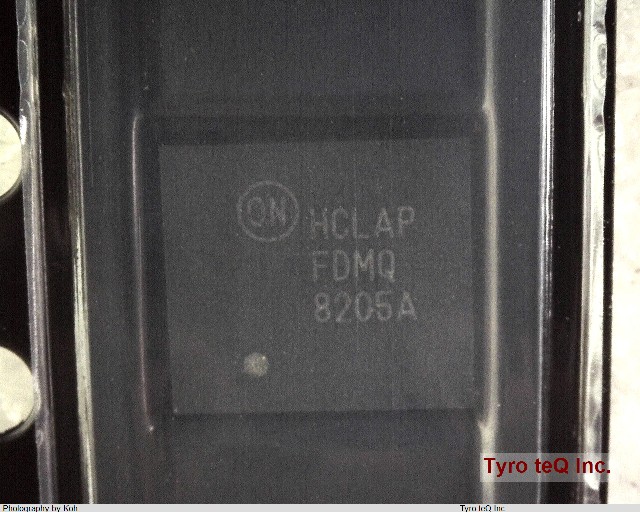 ON HCLAP
FDMQ
8205A
Tyro teQ Inc.
Photography by Koh
Tyro teQ Inc